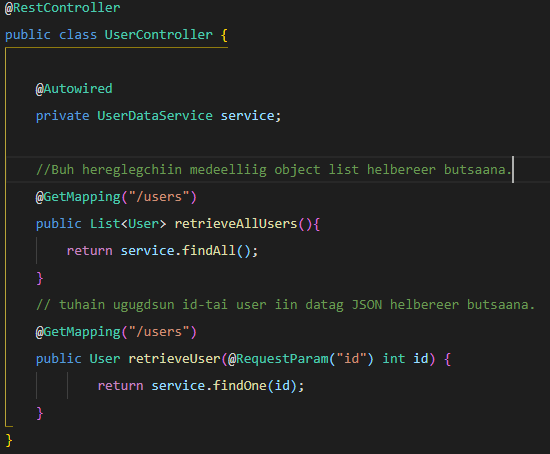 @RestController
public class UserController {
@Autowired
private UserDataService service;
//Buh hereglegchiin medeelliig object list helbereer butsaana.
@GetMapping("/users")
public List<User> retrieveAllUsers(){
return service.findAll();
}
// tuhain ugugdsun id-tai user iin datag JSON helbereer butsaana.
@GetMapping("/users")
public User retrieveUser(@RequestParam("id") int id) {
return service.findOne(id);
}
}